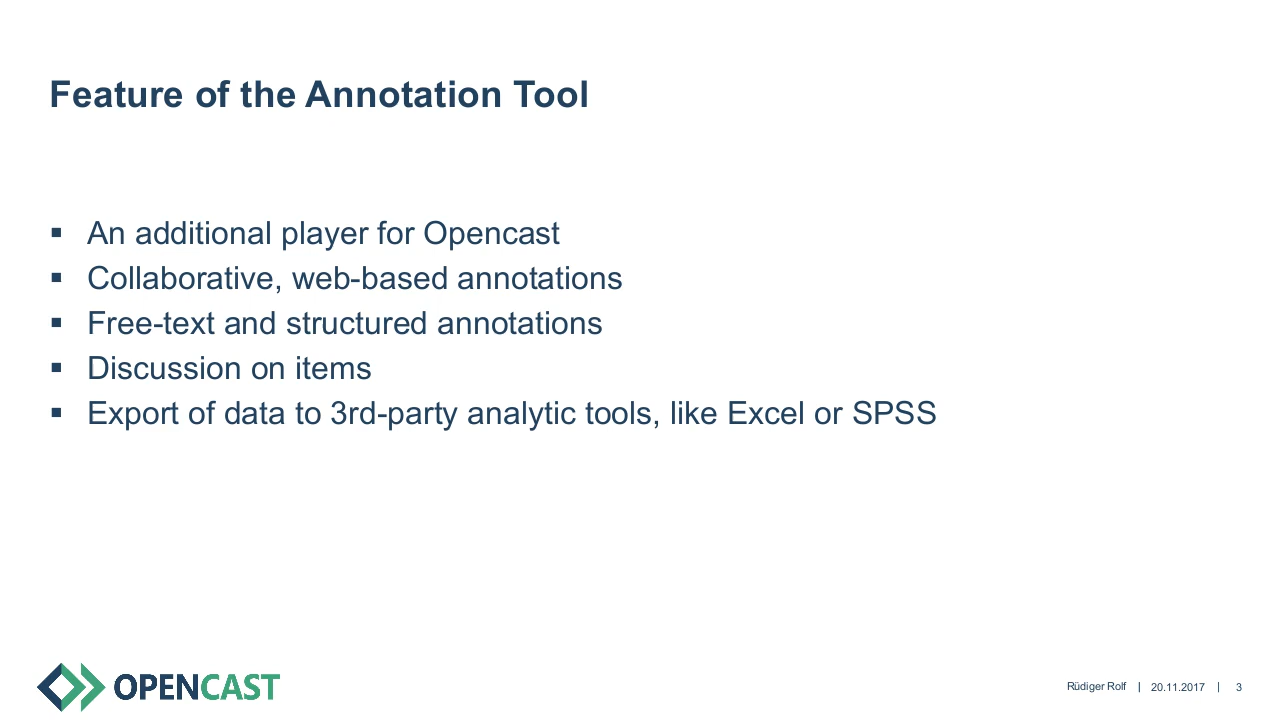 Feature of the Annotation Tool
▪ An additional player for Opencast
▪ Collaborative, web-based annotations
▪ Free-text and structured annotations
▪ Discussion on items
▪ Export of data to 3rd-party analytic tools, like Excel or SPSS
OPENCAST
Rüdiger Rolf | 20.11.2017 | 3